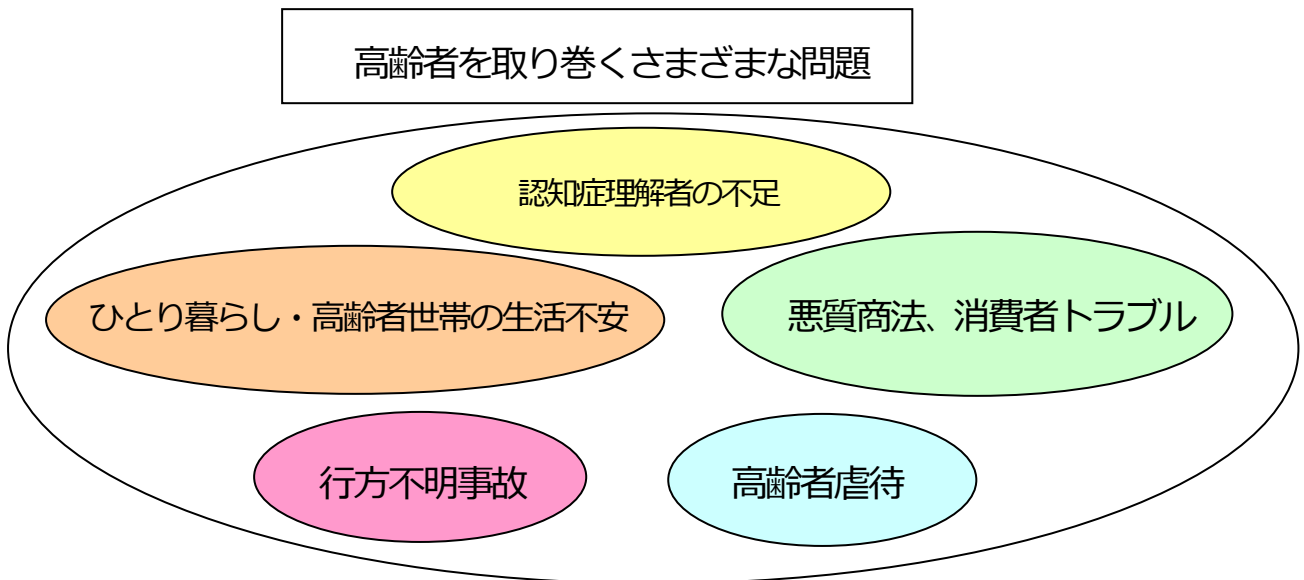 高齢者を取り巻くさまざまな問題
認知症理解者の不足
ひとり暮らし・高齢者世帯の生活不安
悪質商法、消費者トラブル
行方不明事故
高齢者虐待